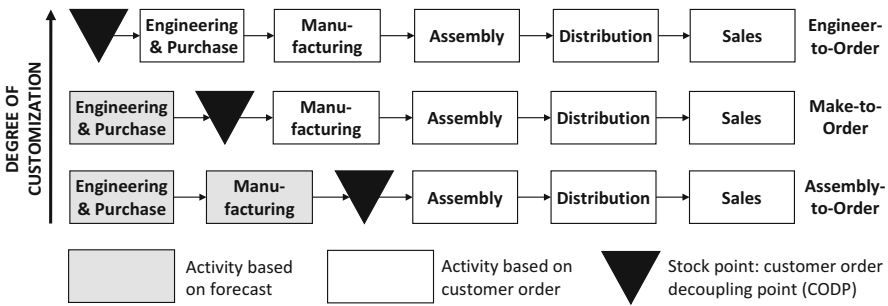 DEGREE OF
CUSTOMIZATION
Engineering
& Purchase
Manu-
facturing
Assembly
Distribution
Sales
Engineer-
to-Order
Engineering
& Purchase
Manu-
facturing
Assembly
Distribution
Sales
Make-to-
Order
Engineering
& Purchase
Manu-
facturing
Assembly
Distribution
Sales
Assembly-
to-Order
Activity based
on forecast
Activity based on
customer order
Stock point: customer order
decoupling point (CODP)